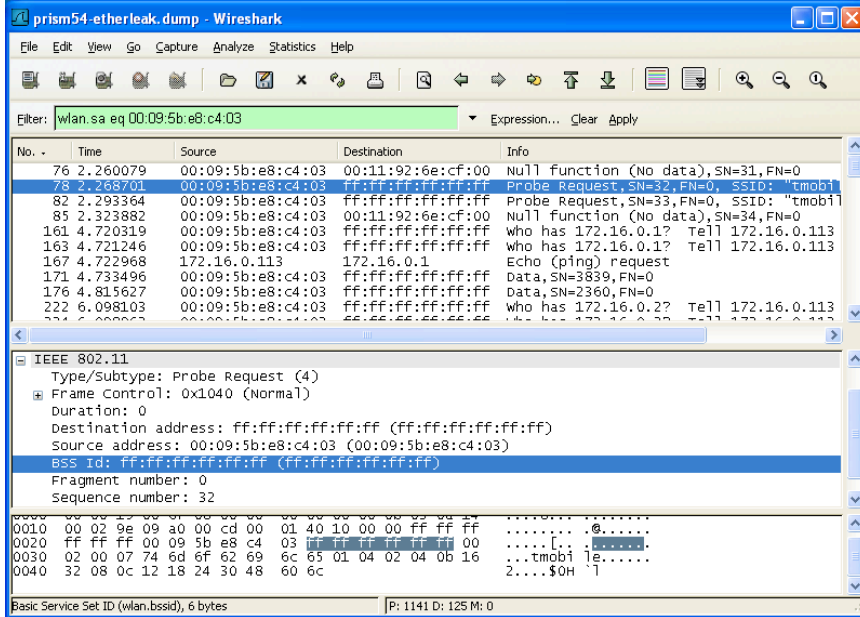 prism54-etherleak.dump - Wireshark
File Edit View Go Capture Analyze Statistics Help
Filter: wlan.sa eq 00:09:5b:e8:c4:03 Expression... Clear Apply
No. . Time Source Destination Info
76 2.260079 00:09:5b:e8:c4:03 00:11:92:6e:cf:00 Null function (No data),SN=31,FN=0
78 2.268701 00:09:5b:e8:c4:03 ff:ff:ff:ff:ff:ff Probe Request,SN=32,FN=0, SSID: "tmobil
82 2.293364 00:09:5b:e8:c4:03 ff:ff:ff:ff:ff:ff Probe Request,SN=33,FN=0, SSID: "tmobil
85 2.323882 00:09:5b:e8:c4:03 00:11:92:6e:cf:00 Null function (No data),SN=34,FN=0
161 4.720319 00:09:5b:e8:c4:03 ff:ff:ff:ff:ff:ff Who has 172.16.0.1? Tell 172.16.0.113
163 4.721246 00:09:5b:e8:c4:03 ff:ff:ff:ff:ff:ff Who has 172.16.0.1? Tell 172.16.0.113
167 4.722968 172.16.0.113 172.16.0.1 Echo (ping) request
171 4.733496 00:09:5b:e8:c4:03 ff:ff:ff:ff:ff:ff Data,SN=3839,FN=0
176 4.815627 00:09:5b:e8:c4:03 ff:ff:ff:ff:ff:ff Data,SN=2360,FN=0
222 6.098103 00:09:5b:e8:c4:03 ff:ff:ff:ff:ff:ff Who has 172.16.0.2? Tell 172.16.0.113
IEEE 802.11
Type/Subtype: Probe Request (4)
Frame Control: 0x1040 (Normal)
Duration: 0
Destination address: ff:ff:ff:ff:ff:ff (ff:ff:ff:ff:ff:ff)
Source address: 00:09:5b:e8:c4:03 (00:09:5b:e8:c4:03)
BSS Id: ff:ff:ff:ff:ff:ff (ff:ff:ff:ff:ff:ff)
Fragment number: 0
Sequence number: 32
0010 00 02 9e 09 a0 00 cd 00 01 40 10 00 00 ff ff ff ........ .@......
0020 ff ff ff 00 09 5b e8 c4 03 ff ff ff ff ff ff 00 .....[.. ........
0030 02 00 07 74 6d 6f 62 69 6c 65 01 04 02 04 0b 16 ...tmobi le......
0040 32 08 0c 12 18 24 30 48 60 6c 2....$0H `l
Basic Service Set ID (wlan.bssid), 6 bytes P: 1141 D: 125 M: 0